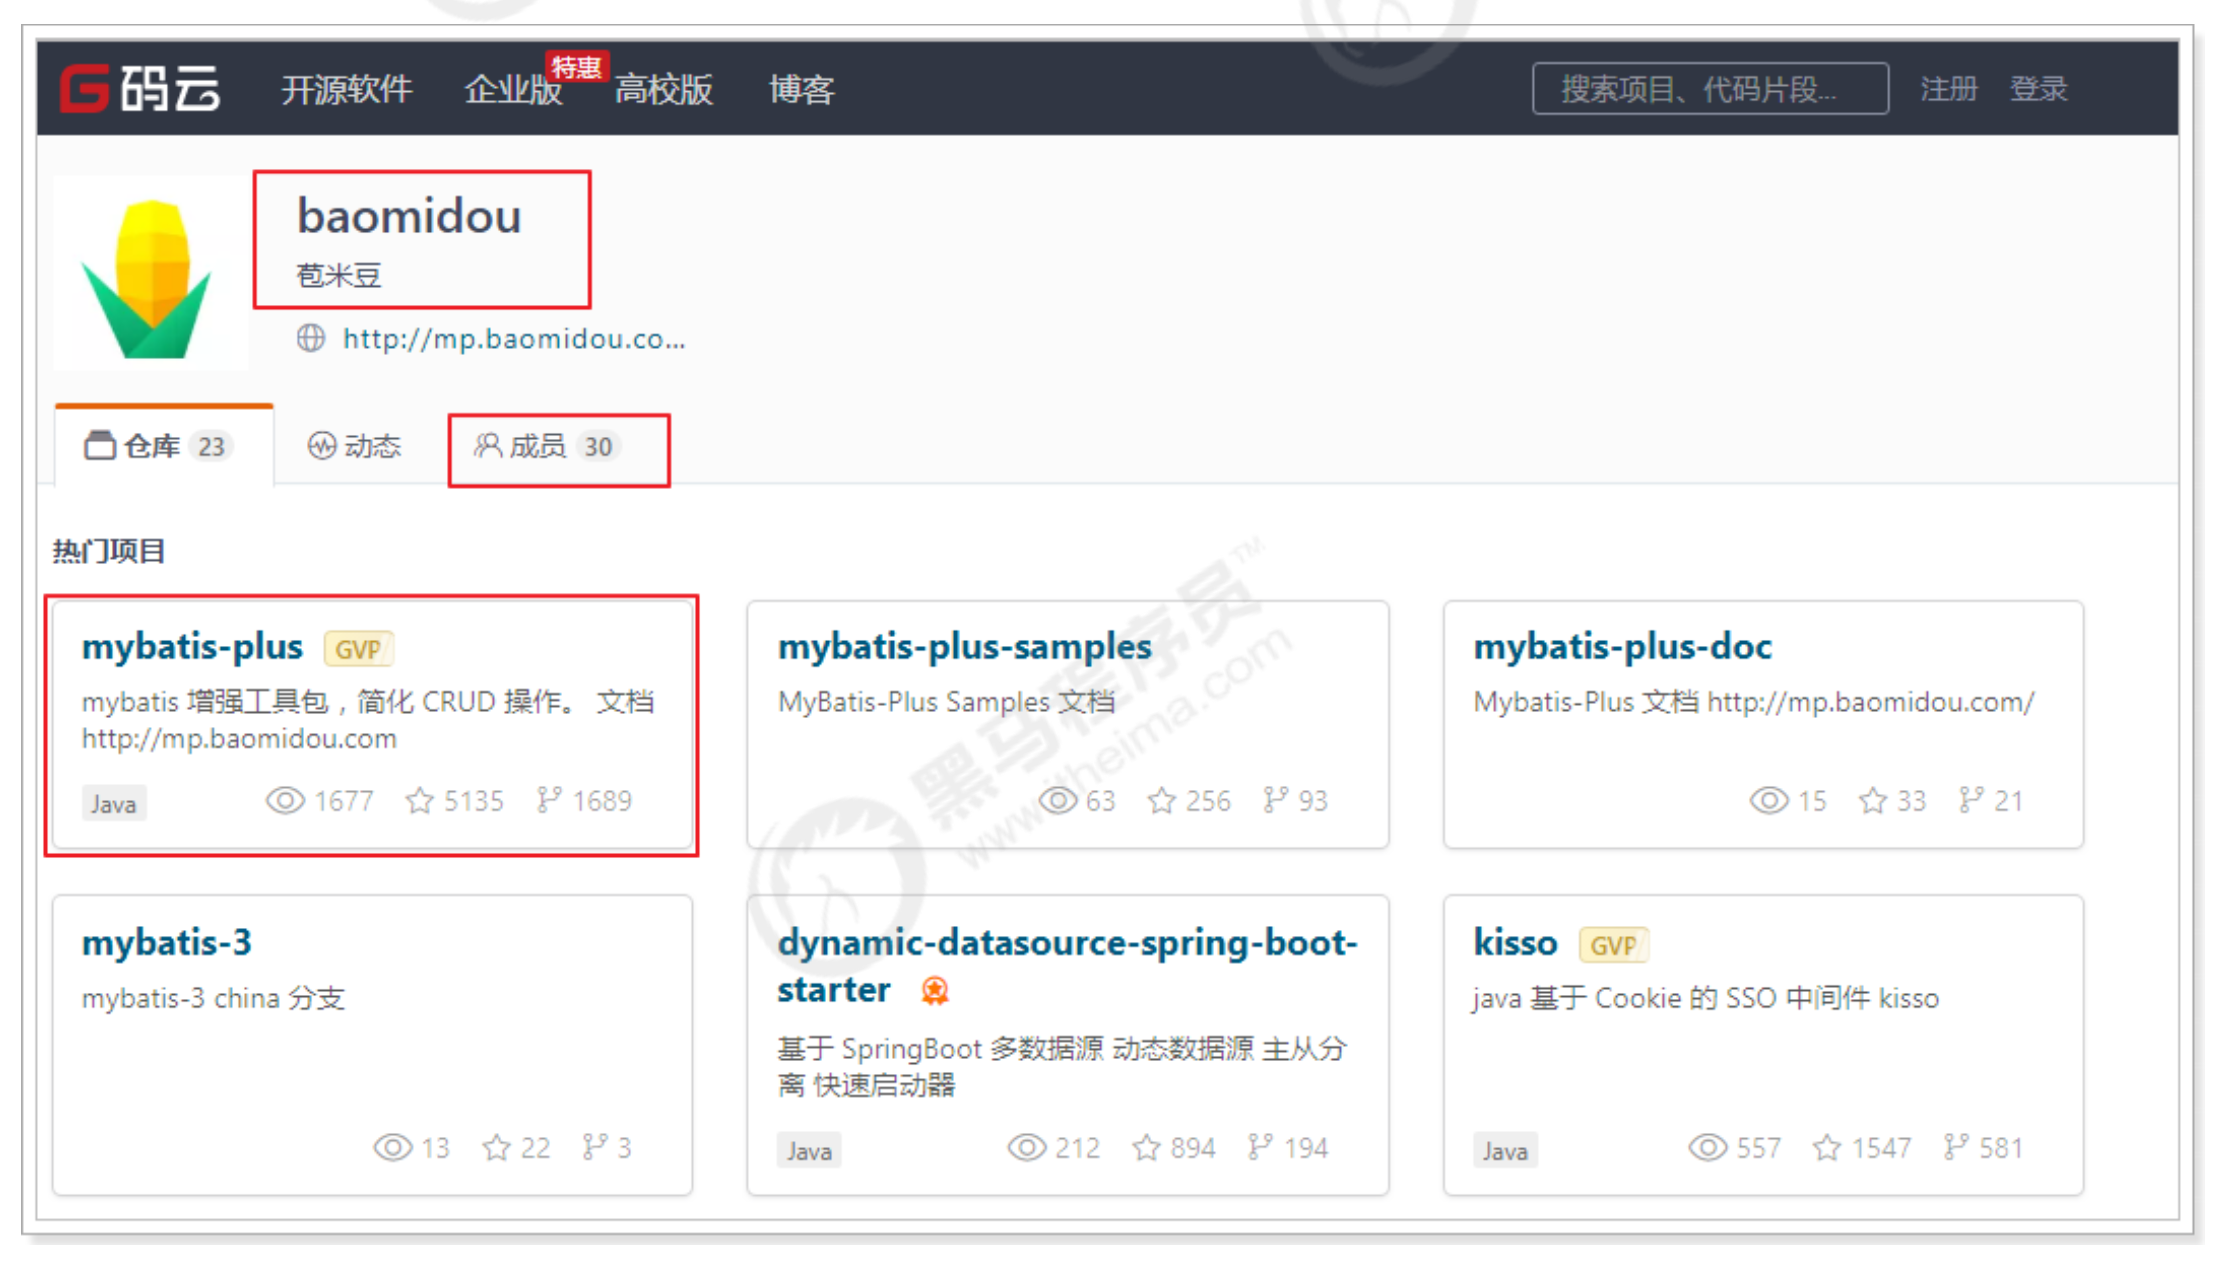 G 码云 开源软件 企业版 特惠 高校版 博客 搜索项目、代码片段... 注册 登录
baomidou
苞米豆
http://mp.baomidou.co...
仓库 23 动态 成员 30
热门项目
mybatis-plus GVP
mybatis 增强工具包，简化 CRUD 操作。 文档
http://mp.baomidou.com
Java 1677 5135 1689
mybatis-plus-samples
MyBatis-Plus Samples 文档
63 256 93
mybatis-plus-doc
Mybatis-Plus 文档 http://mp.baomidou.com/
15 33 21
mybatis-3
mybatis-3 china 分支
13 22 3
dynamic-datasource-spring-boot-
starter
基于 SpringBoot 多数据源 动态数据源 主从分
离 快速启动器
Java 212 894 194
kisso GVP
java 基于 Cookie 的 SSO 中间件 kisso
Java 557 1547 581
黑马程序员™
www.itheima.com